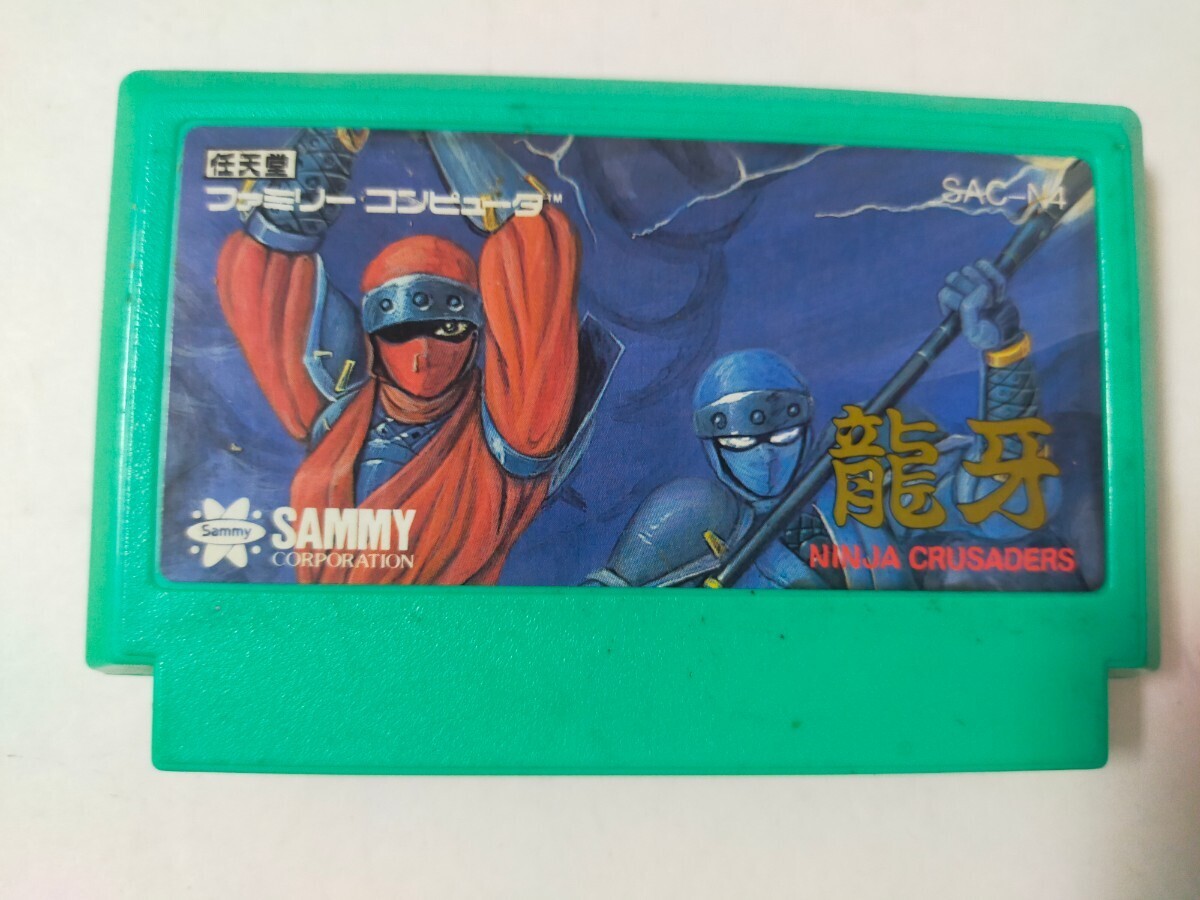 任天堂
ファミリーコンピュータ™
SAC-N4
龍牙
NINJA CRUSADERS
Sammy
SAMMY
CORPORATION